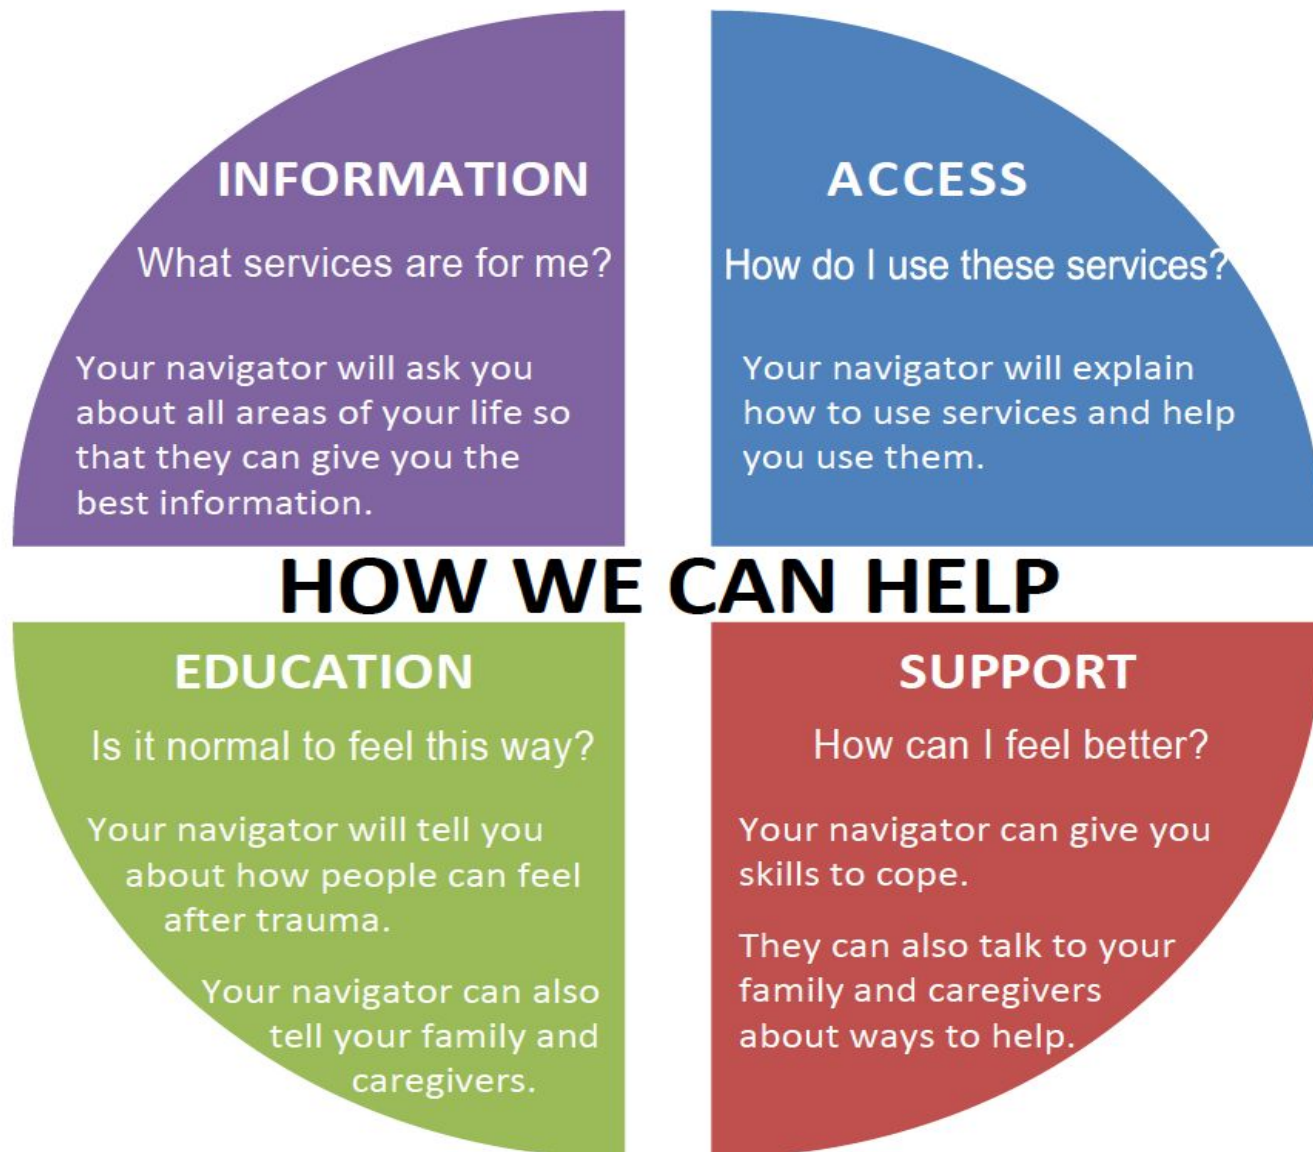 INFORMATION
What services are for me?
Your navigator will ask you
about all areas of your life so
that they can give you the
best information.
ACCESS
How do I use these services?
Your navigator will explain
how to use services and help
you use them.
HOW WE CAN HELP
EDUCATION
Is it normal to feel this way?
Your navigator will tell you
about how people can feel
after trauma.
Your navigator can also
tell your family and
caregivers.
SUPPORT
How can I feel better?
Your navigator can give you
skills to cope.
They can also talk to your
family and caregivers
about ways to help.